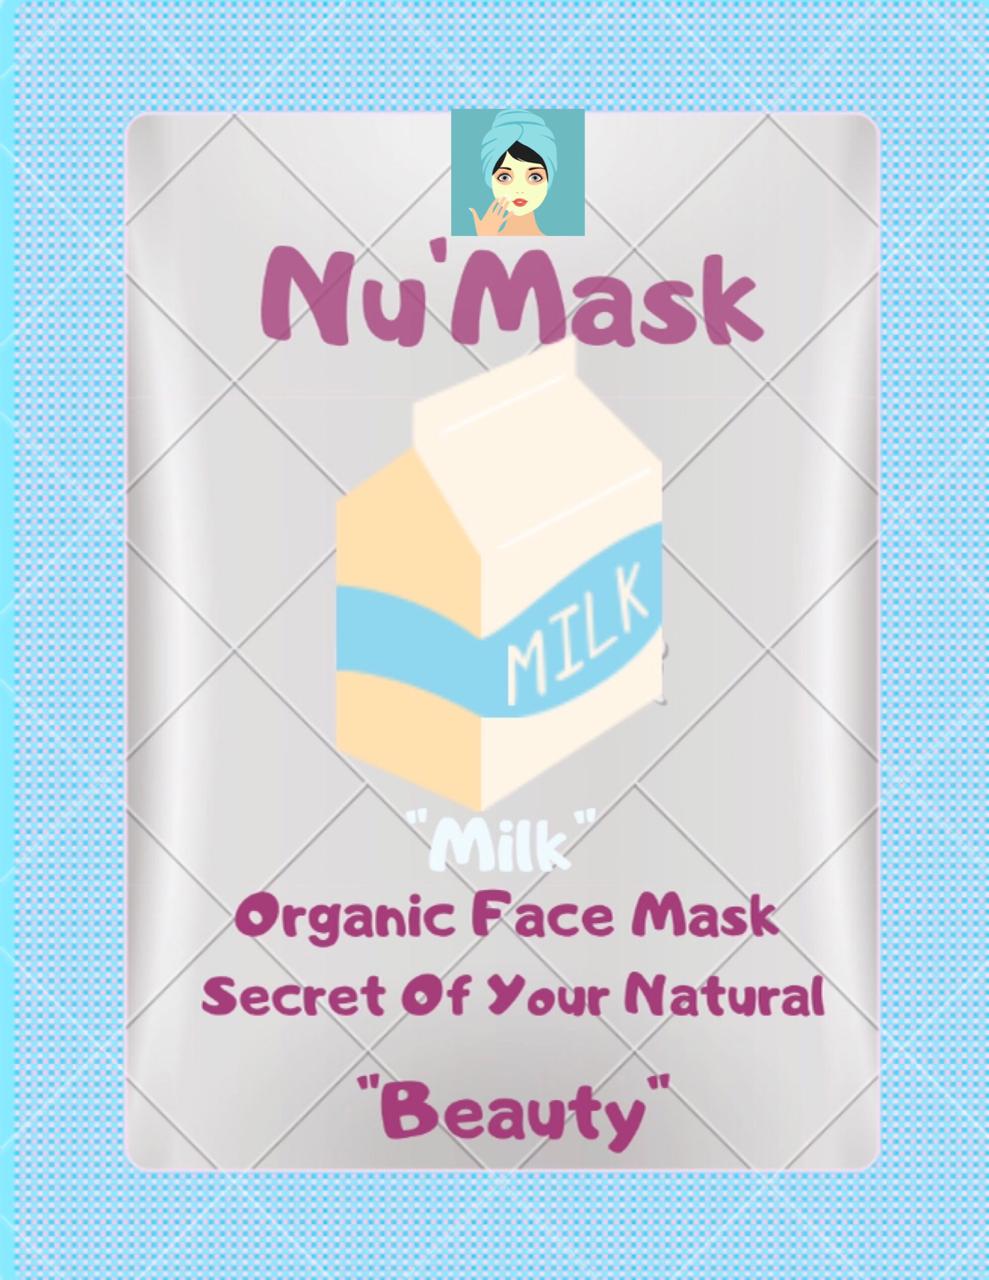 Nu'Mask
MILK
"Milk"
Organic Face Mask
Secret Of Your Natural
"Beauty"